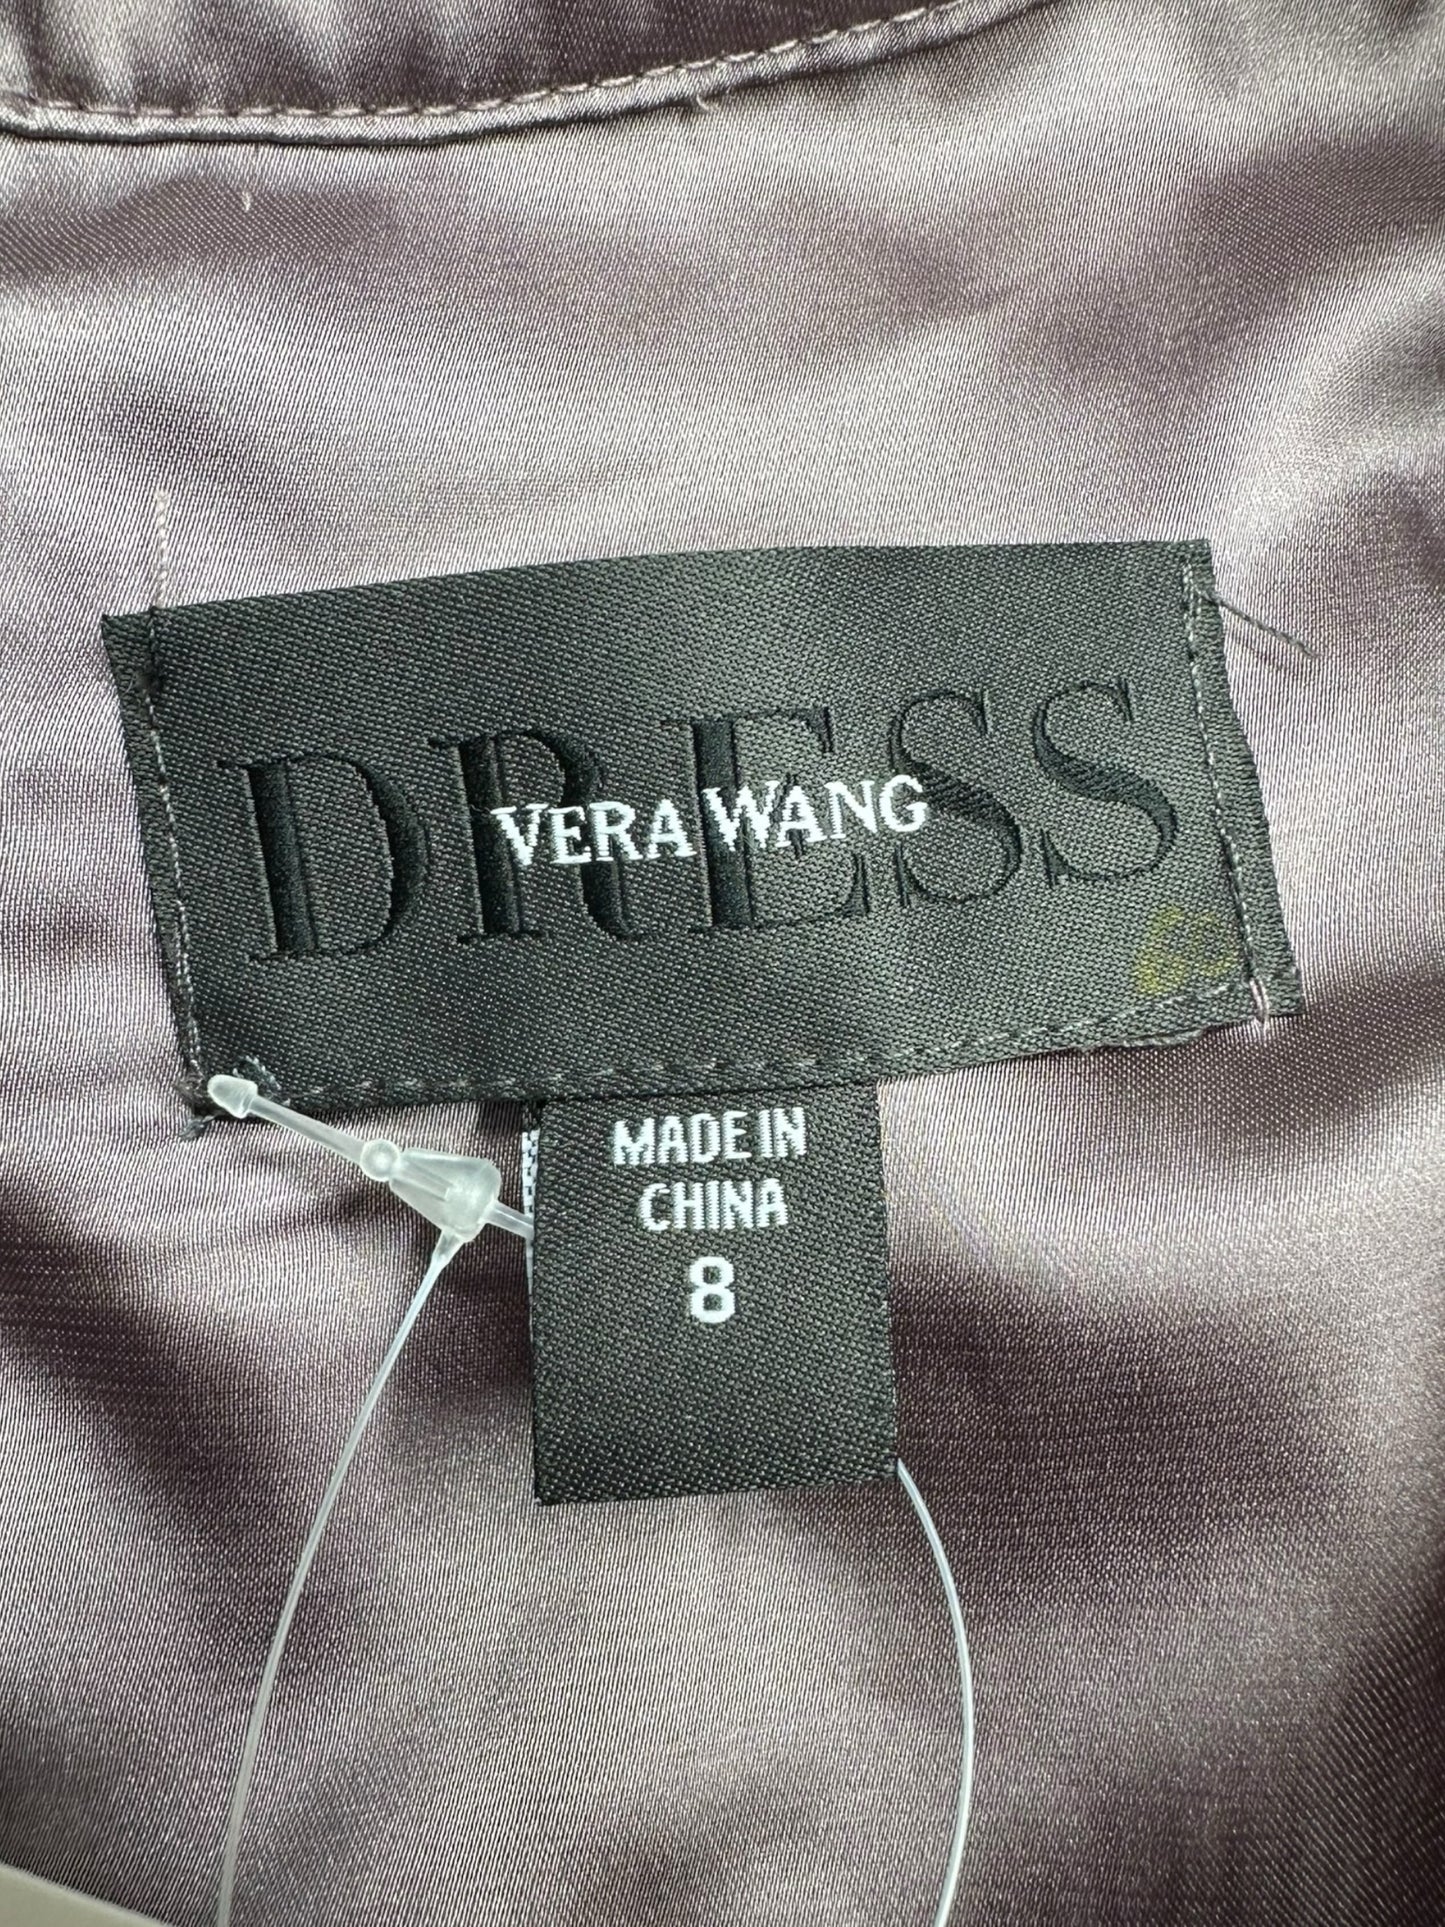 DRESS
VERA WANG
MADE IN
CHINA
8